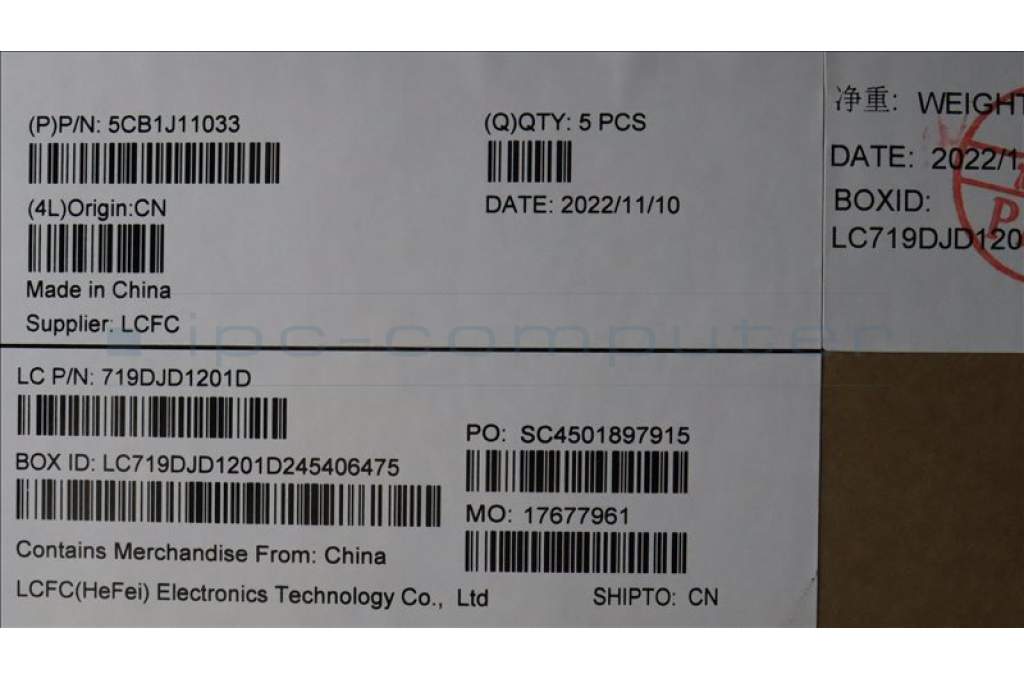 (P)P/N: 5CB1J11033
(Q)QTY: 5 PCS
(4L)Origin:CN
DATE: 2022/11/10
Made in China
Supplier: LCFC
净重: WEIGHT
DATE: 2022/1
BOXID:
LC719DJD120
P
ipc-computer
LC P/N: 719DJD1201D
PO: SC4501897915
BOX ID: LC719DJD1201D245406475
MO: 17677961
Contains Merchandise From: China
LCFC(HeFei) Electronics Technology Co., Ltd
SHIPTO: CN